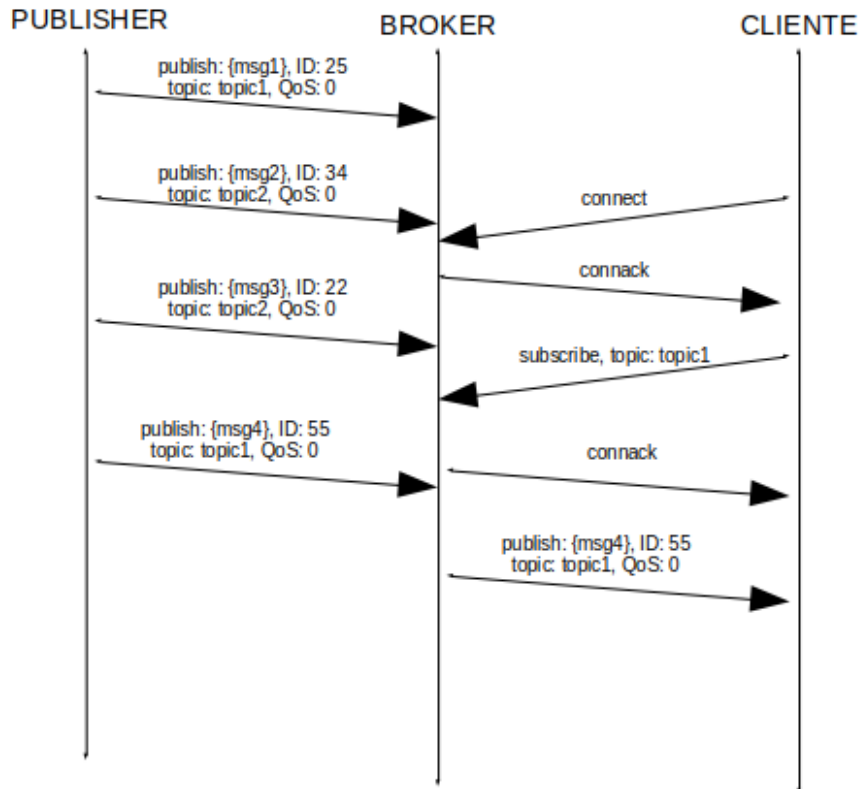 PUBLISHER
BROKER
CLIENTE
publish: {msg1}, ID: 25
topic: topic1, QoS: 0
publish: {msg2}, ID: 34
topic: topic2, QoS: 0
connect
connack
publish: {msg3}, ID: 22
topic: topic2, QoS: 0
subscribe, topic: topic1
publish: {msg4}, ID: 55
topic: topic1, QoS: 0
connack
publish: {msg4}, ID: 55
topic: topic1, QoS: 0